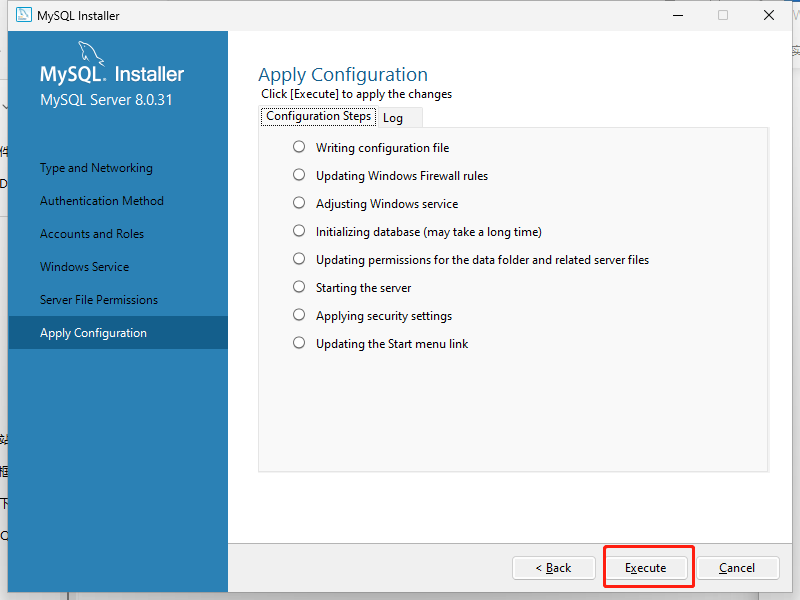 MySQL Installer
MySQL. Installer
MySQL Server 8.0.31
Type and Networking
Authentication Method
Accounts and Roles
Windows Service
Server File Permissions
Apply Configuration
Apply Configuration
Click [Execute] to apply the changes
Configuration Steps
Log
Writing configuration file
Updating Windows Firewall rules
Adjusting Windows service
Initializing database (may take a long time)
Updating permissions for the data folder and related server files
Starting the server
Applying security settings
Updating the Start menu link
< Back
Execute
Cancel